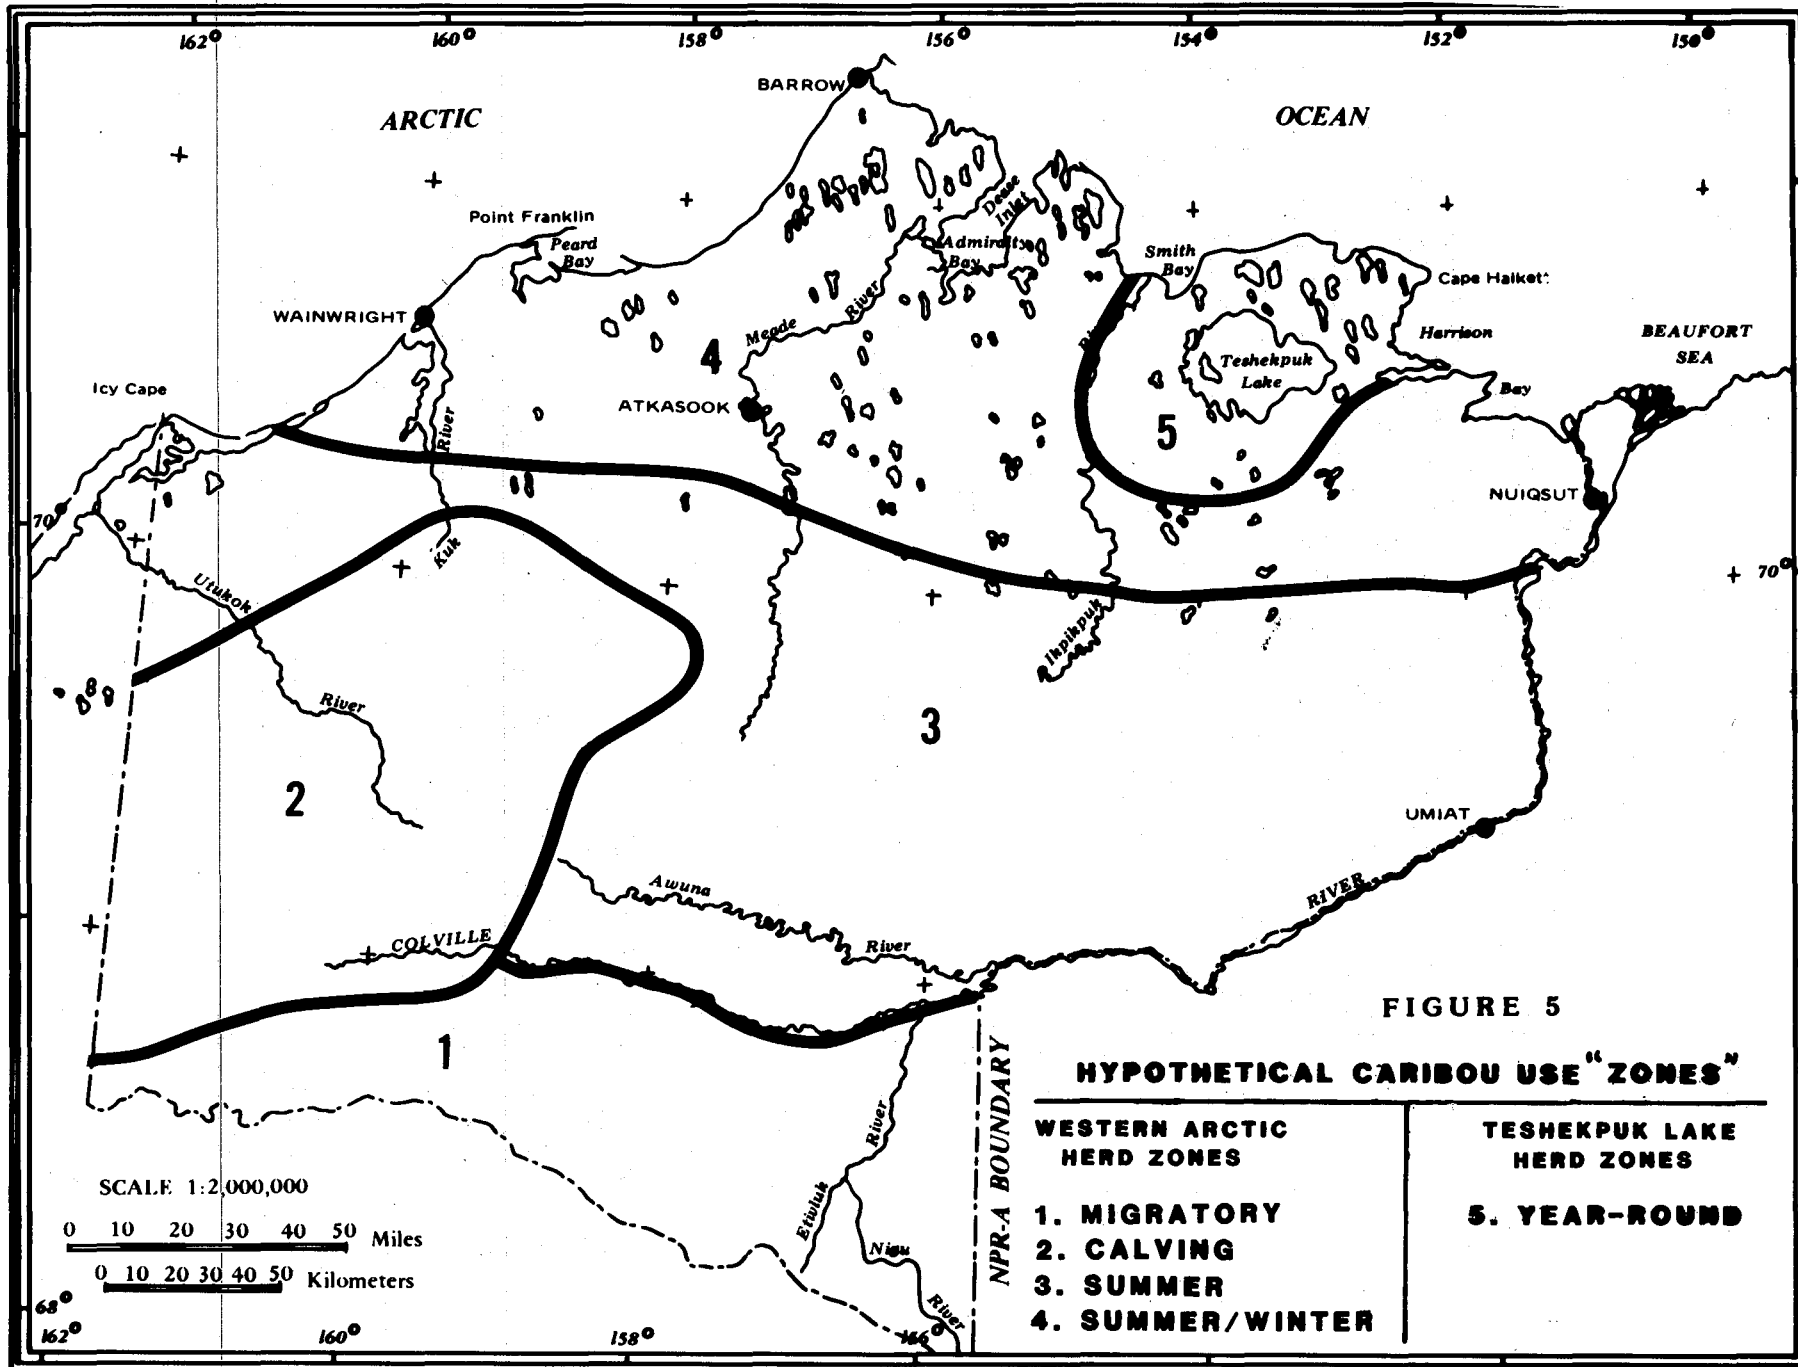 162° 160° 158° 156° 154° 152° 150°
BARROW
ARCTIC
OCEAN
Point Franklin
Peard
Bay
Dease
Inlet
Admiralty
Bay
Smith
Bay
Cape Halkett
WAINWRIGHT
Meade
River
4
Harrison
Bay
BEAUFORT
SEA
Teshekpuk
Lake
Icy Cape
ATKASOOK
River
5
NUIQSUT
70°
70°
Kuk
Utukok
Ikpikpuk
River
3
2
UMIAT
Awuna
River
RIVER
COLVILLE
1
FIGURE 5
HYPOTHETICAL CARIBOU USE "ZONES"
NPR-A BOUNDARY
WESTERN ARCTIC
HERD ZONES
1. MIGRATORY
2. CALVING
3. SUMMER
4. SUMMER/WINTER
TESHEKPUK LAKE
HERD ZONES
5. YEAR-ROUND
River
Etivluk
Nigu
River
SCALE 1:2,000,000
0 10 20 30 40 50 Miles
0 10 20 30 40 50 Kilometers
68°
162° 160° 158° 156°